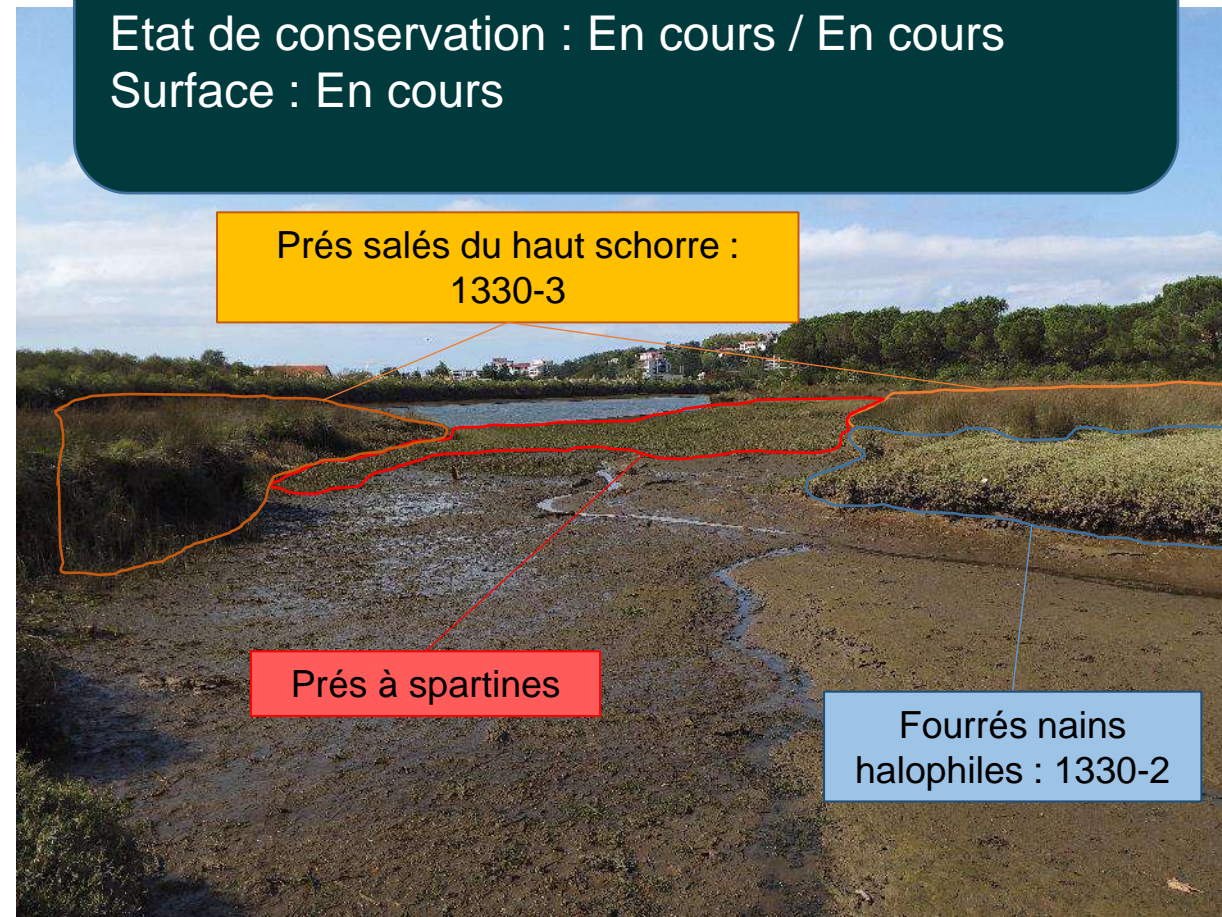 Etat de conservation : En cours / En cours
Surface : En cours
Prés salés du haut schorre :
1330-3
Prés à spartines
Fourrés nains
halophiles : 1330-2